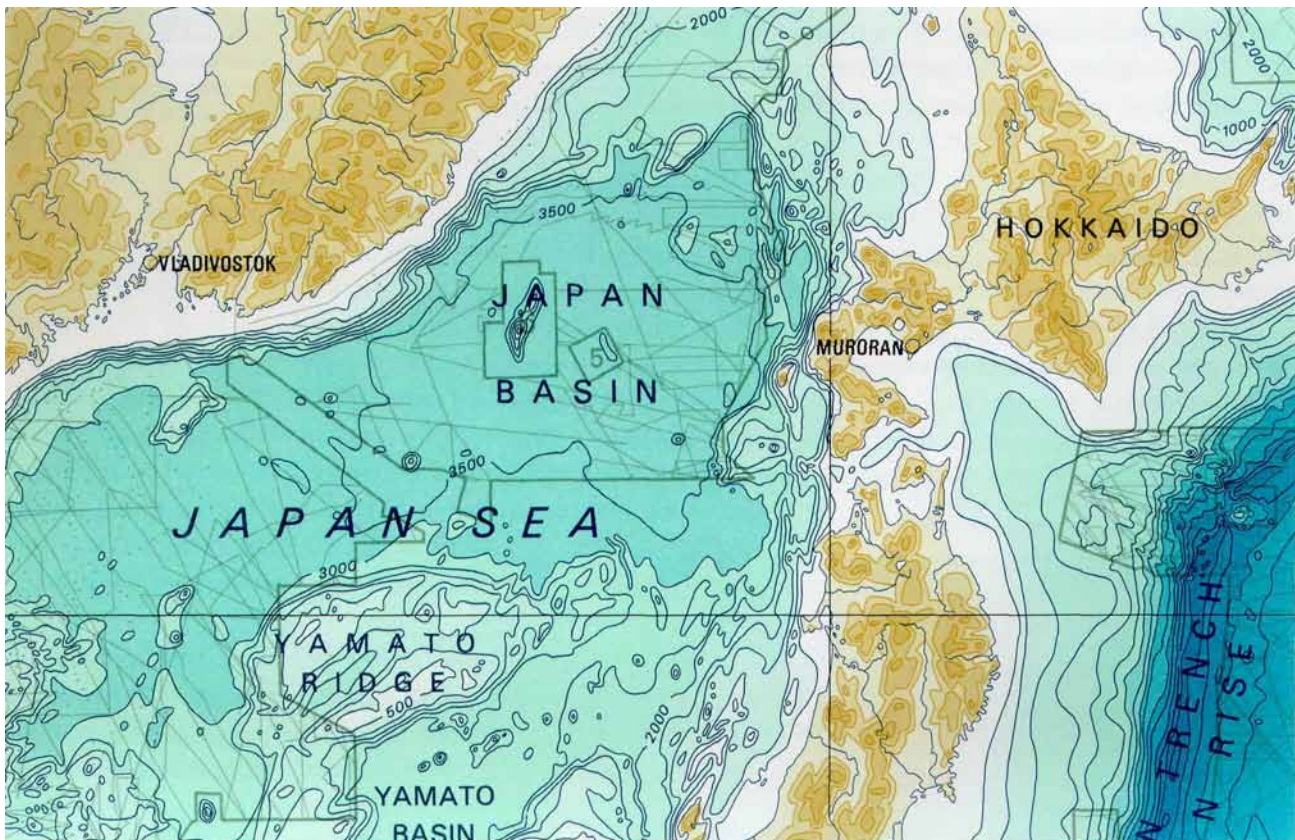 2000
2000
1000
3500
HOKKAIDO
VLADIVOSTOK
JAPAN
MURORAN
5
BASIN
3500
JAPAN SEA
3000
YAMATO
RIDGE
500
2000
YAMATO
BASIN
N TRENCH
N RISE